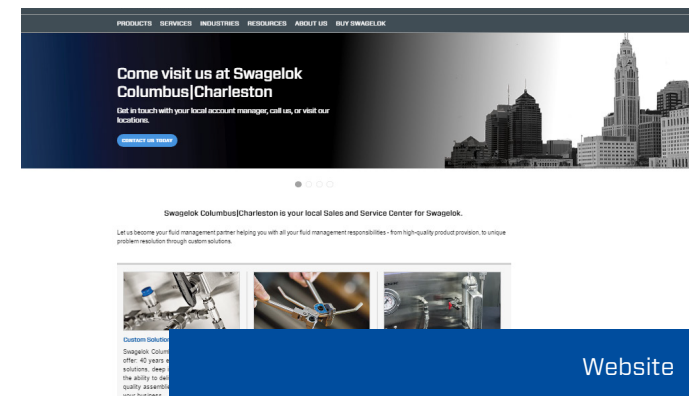 PRODUCTS SERVICES INDUSTRIES RESOURCES ABOUT US BUY SWAGELOK
Come visit us at Swagelok
Columbus|Charleston
Get in touch with your local account manager, call us, or visit our
locations.
CONTACT US TODAY
Swagelok Columbus|Charleston is your local Sales and Service Center for Swagelok.
Let us become your fluid management partner helping you with all your fluid management responsibilities - from high-quality product provision, to unique
problem resolution through custom solutions.
Custom Solution
Swagelok Colum
offer: 40 years
solutions, deep
the ability to deli
quality assemblie
your business
Website